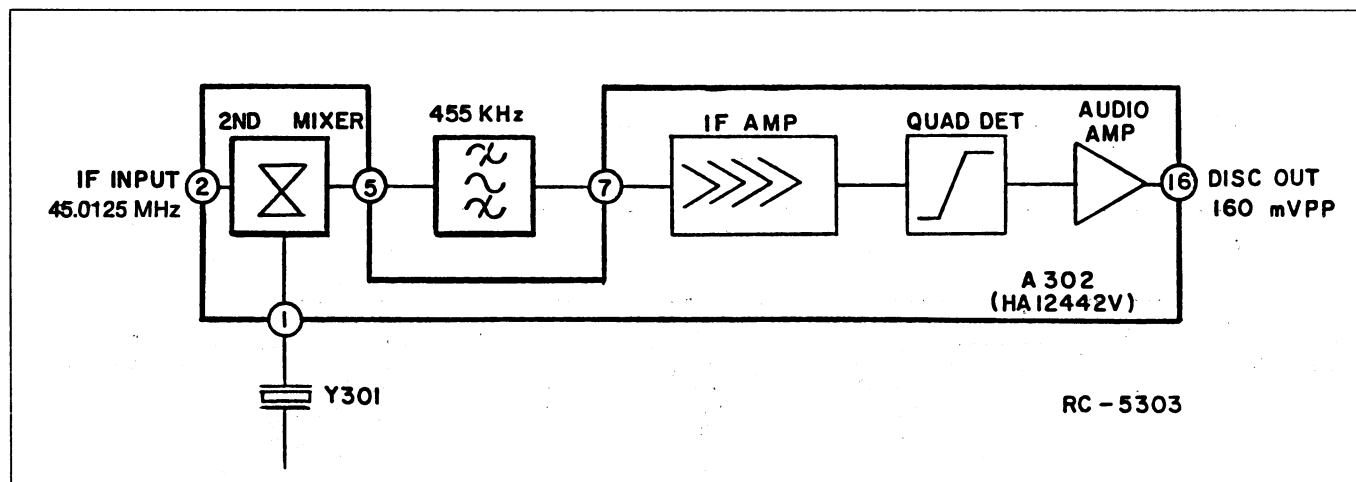 2ND MIXER
455 KHz
IF AMP
QUAD DET
AUDIO
AMP
IF INPUT
45.0125 MHz
2
5
7
16
DISC OUT
160 mVPP
1
A302
(HA12442V)
Y301
RC-5303